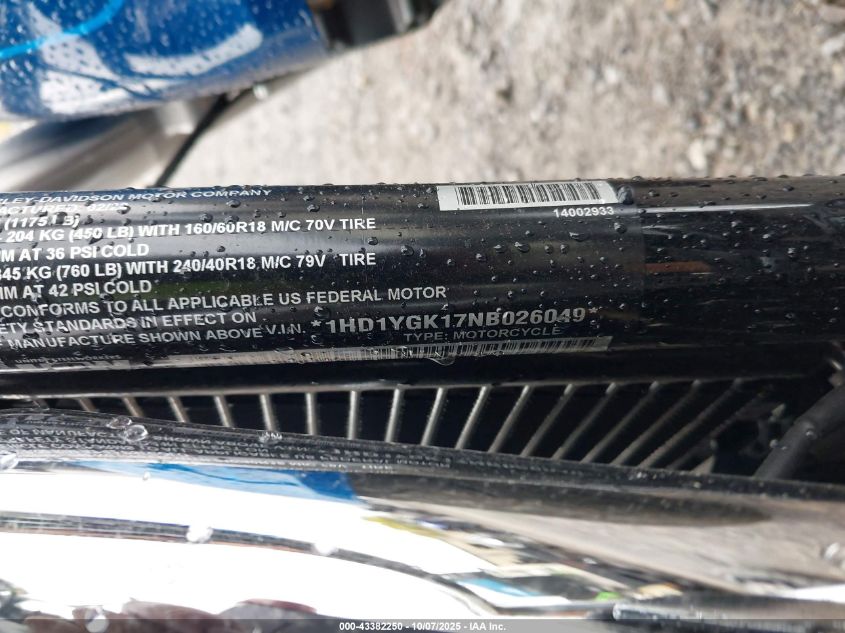 LEY-DAVIDSON MOTOR COMPANY
14002933
(1175 LB)
204 KG (450 LB) WITH 160/60R18 M/C 70V TIRE
MM AT 36 PSI COLD
345 KG (760 LB) WITH 240/40R18 M/C 79V TIRE
MM AT 42 PSI COLD
CONFORMS TO ALL APPLICABLE US FEDERAL MOTOR
ETY STANDARDS IN EFFECT ON
MANUFACTURE SHOWN ABOVE V.I.N. *1HD1YGK17NB026049*
TYPE: MOTORCYCLE
000-43382250 - 10/07/2025 - IAA Inc.